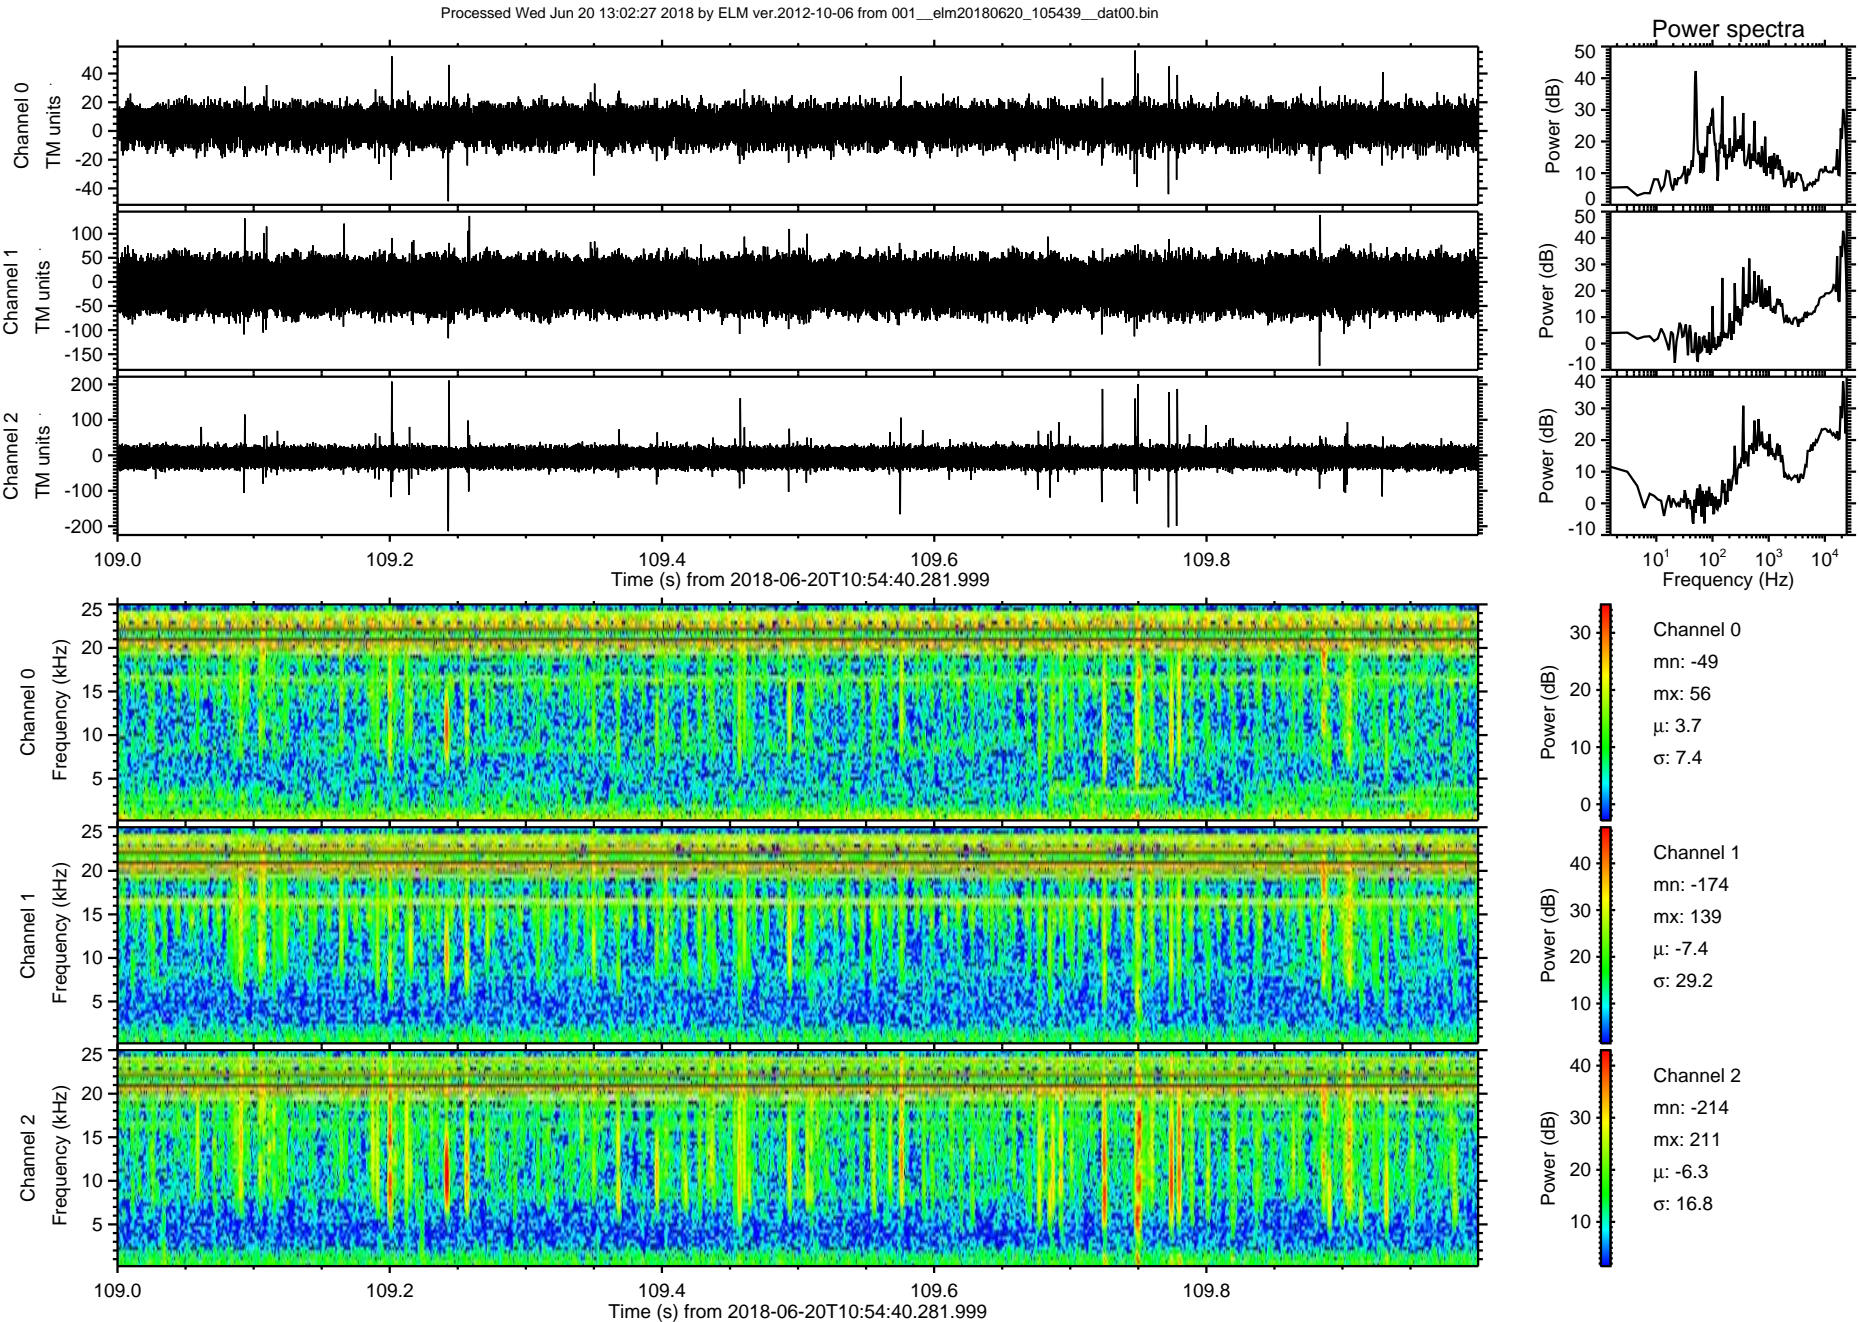 Processed Wed Jun 20 13:02:27 2018 by ELM ver.2012-10-06 from 001__elm20180620_105439__dat00.bin
Power spectra
Channel 0
TM units
40
20
0
-20
-40
Power (dB)
50
40
30
20
10
0
Channel 1
TM units
100
50
0
-50
-100
-150
Power (dB)
50
40
30
20
10
0
-10
Channel 2
TM units
200
100
0
-100
-200
Power (dB)
40
30
20
10
0
-10
109.0 109.2 109.4 109.6 109.8
Time (s) from 2018-06-20T10:54:40.281.999
10^1 10^2 10^3 10^4
Frequency (Hz)
Channel 0
Frequency (kHz)
25
20
15
10
5
Power (dB)
30
20
10
0
Channel 0
mn: -49
mx: 56
μ: 3.7
σ: 7.4
Channel 1
Frequency (kHz)
25
20
15
10
5
Power (dB)
40
30
20
10
Channel 1
mn: -174
mx: 139
μ: -7.4
σ: 29.2
Channel 2
Frequency (kHz)
25
20
15
10
5
Power (dB)
40
30
20
10
Channel 2
mn: -214
mx: 211
μ: -6.3
σ: 16.8
109.0 109.2 109.4 109.6 109.8
Time (s) from 2018-06-20T10:54:40.281.999